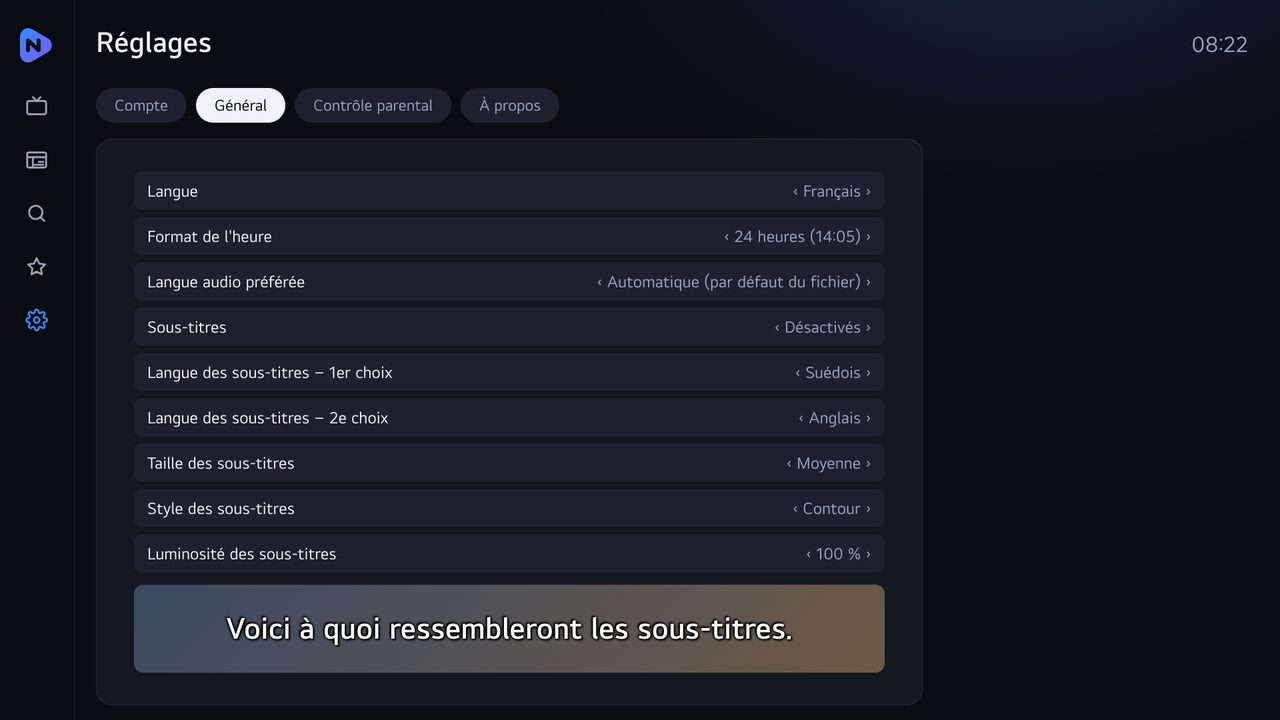 N
Réglages
08:22
Compte
Général
Contrôle parental
À propos
Langue ‹ Français ›
Format de l'heure ‹ 24 heures (14:05) ›
Langue audio préférée ‹ Automatique (par défaut du fichier) ›
Sous-titres ‹ Désactivés ›
Langue des sous-titres – 1er choix ‹ Suédois ›
Langue des sous-titres – 2e choix ‹ Anglais ›
Taille des sous-titres ‹ Moyenne ›
Style des sous-titres ‹ Contour ›
Luminosité des sous-titres ‹ 100 % ›
Voici à quoi ressembleront les sous-titres.